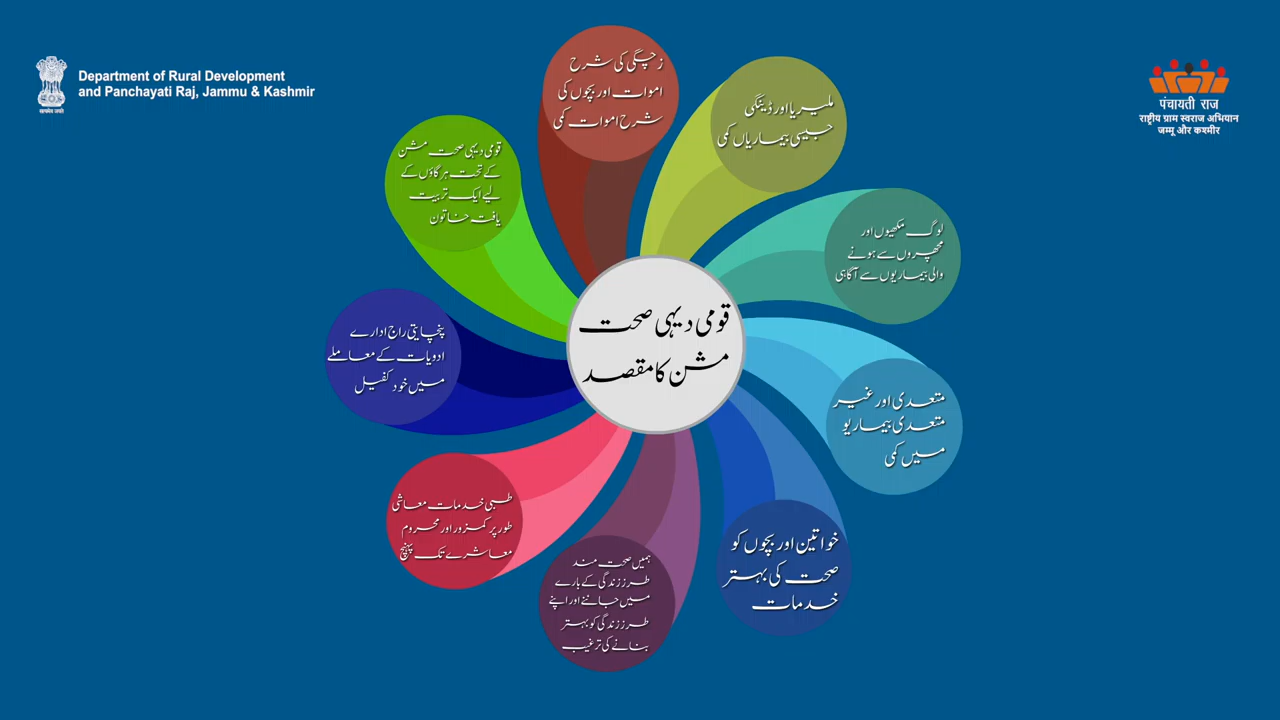 Department of Rural Development
and Panchayati Raj, Jammu & Kashmir
पंचायती राज
राष्ट्रीय ग्राम स्वराज अभियान
जम्मू और कश्मीर
सत्यमेव जयते
قومی دیہی صحت
مشن کا مقصد
زچگی کی شرح
اموات اور بچوں کی
شرح اموات کمی
ملیریا اور ڈینگی
جیسی بیماریاں کمی
لوگ مکھیوں اور
مچھروں سے ہونے
والی بیماریوں سے آگاہی
متعدی اور غیر
متعدی بیماریو
میں کمی
خواتین اور بچوں کو
صحت کی بہتر
خدمات
ہمیں صحت مند
طرز زندگی کے بارے
میں جاننے اور اپنے
طرز زندگی کو بہتر
بنانے کی ترغیب
طبی خدمات معاشی
طور پر کمزور اور محروم
معاشرے تک پہنچ
پنچایتی راج ادارے
ادویات کے معاملے
میں خود کفیل
قومی دیہی صحت مشن
کے تحت ہر گاؤں کے
لیے ایک تربیت
یافتہ خاتون